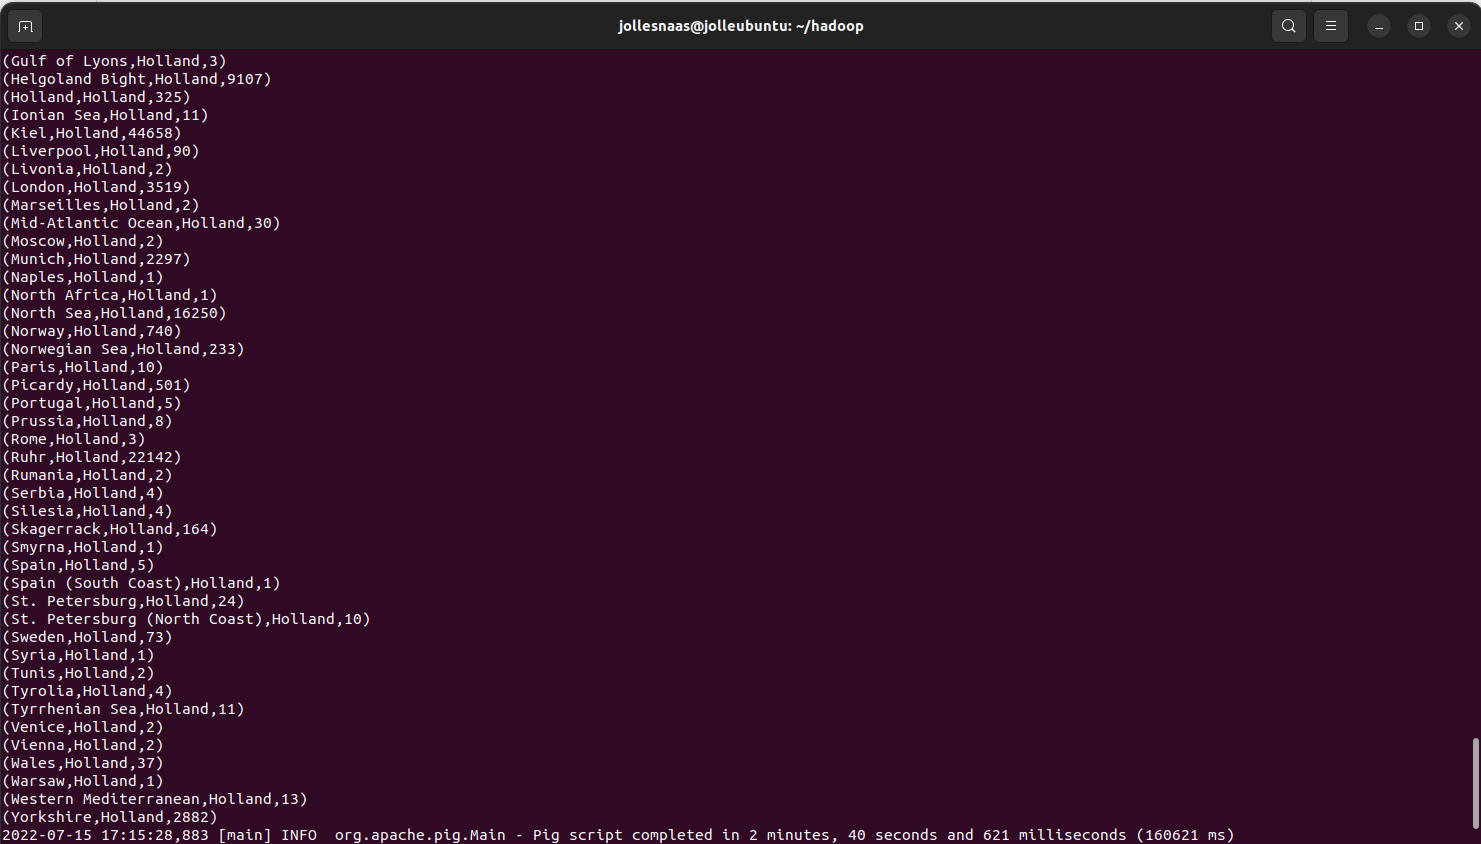 jollesnaas@jolleubuntu: ~/hadoop
(Gulf of Lyons,Holland,3)
(Helgoland Bight,Holland,9107)
(Holland,Holland,325)
(Ionian Sea,Holland,11)
(Kiel,Holland,44658)
(Liverpool,Holland,90)
(Livonia,Holland,2)
(London,Holland,3519)
(Marseilles,Holland,2)
(Mid-Atlantic Ocean,Holland,30)
(Moscow,Holland,2)
(Munich,Holland,2297)
(Naples,Holland,1)
(North Africa,Holland,1)
(North Sea,Holland,16250)
(Norway,Holland,740)
(Norwegian Sea,Holland,233)
(Paris,Holland,10)
(Picardy,Holland,501)
(Portugal,Holland,5)
(Prussia,Holland,8)
(Rome,Holland,3)
(Ruhr,Holland,22142)
(Rumania,Holland,2)
(Serbia,Holland,4)
(Silesia,Holland,4)
(Skagerrack,Holland,164)
(Smyrna,Holland,1)
(Spain,Holland,5)
(Spain (South Coast),Holland,1)
(St. Petersburg,Holland,24)
(St. Petersburg (North Coast),Holland,10)
(Sweden,Holland,73)
(Syria,Holland,1)
(Tunis,Holland,2)
(Tyrolia,Holland,4)
(Tyrrhenian Sea,Holland,11)
(Venice,Holland,2)
(Vienna,Holland,2)
(Wales,Holland,37)
(Warsaw,Holland,1)
(Western Mediterranean,Holland,13)
(Yorkshire,Holland,2882)
2022-07-15 17:15:28,883 [main] INFO  org.apache.pig.Main - Pig script completed in 2 minutes, 40 seconds and 621 milliseconds (160621 ms)